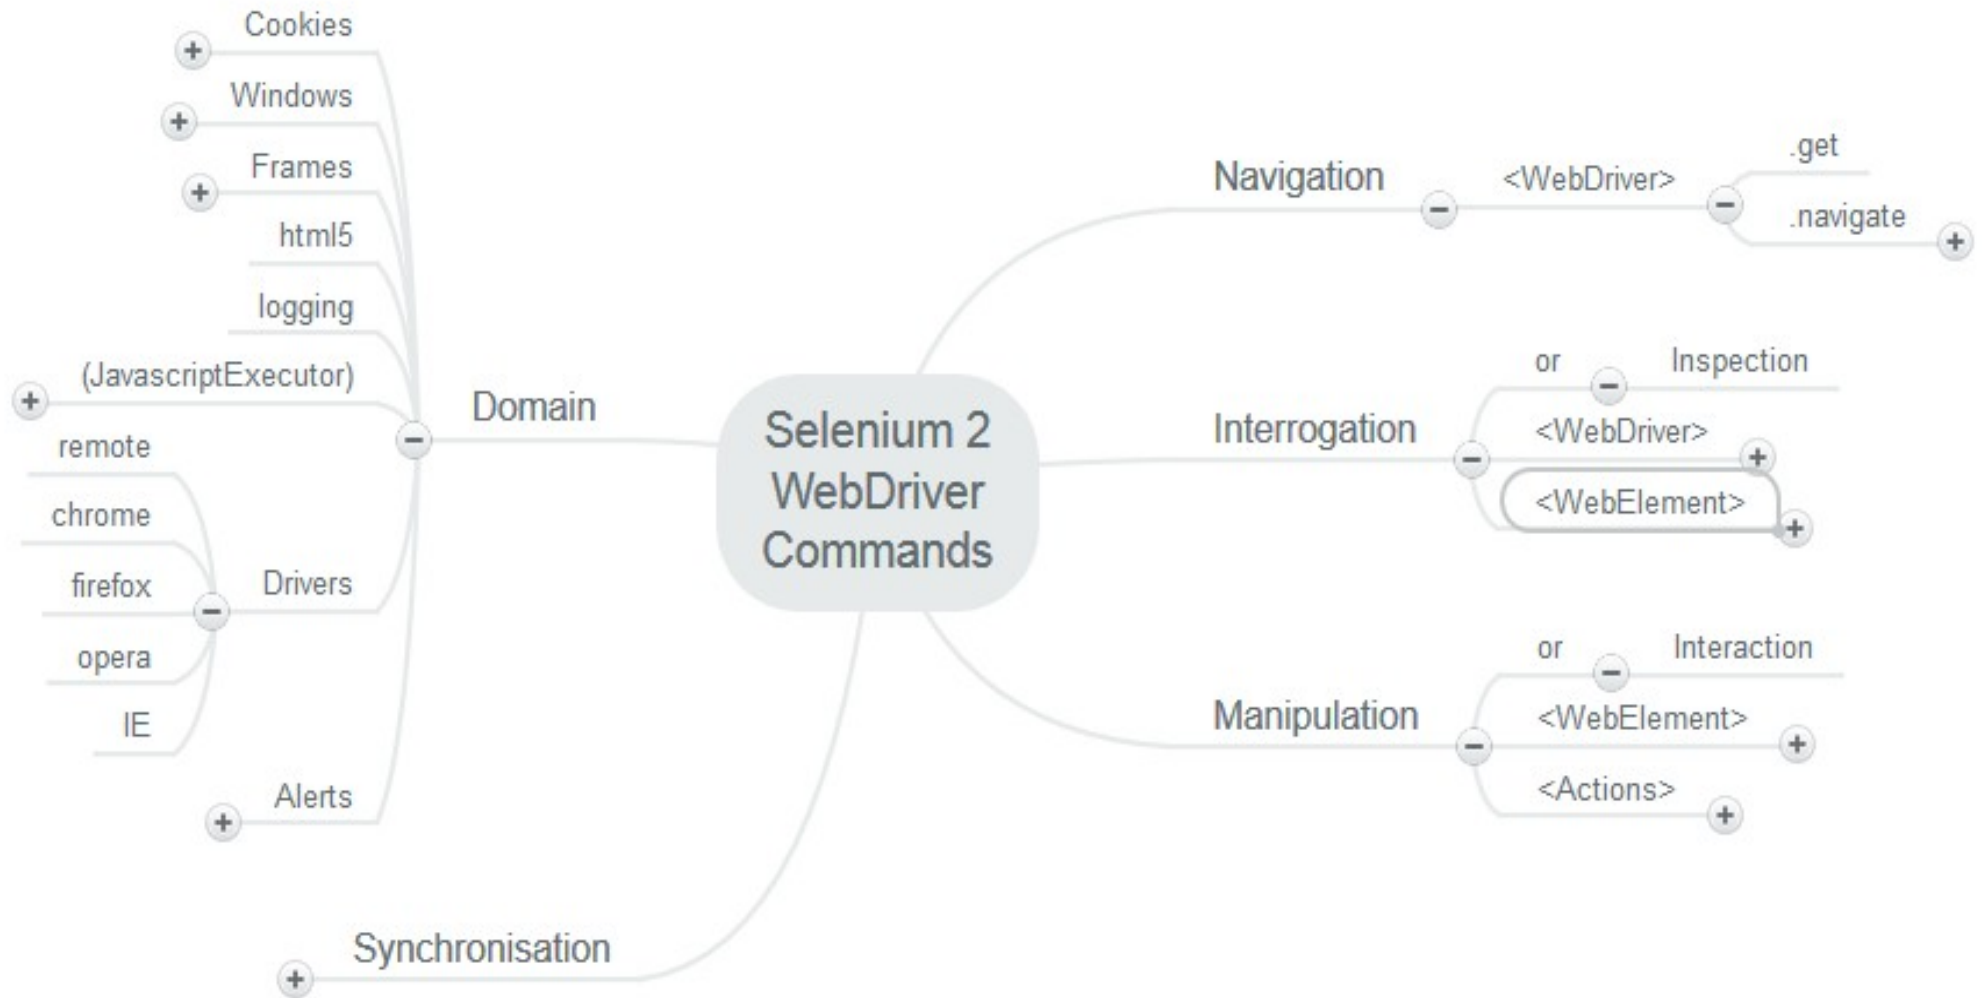 Selenium 2
WebDriver
Commands
Navigation
<WebDriver>
.get
.navigate
Interrogation
or
Inspection
<WebDriver>
<WebElement>
Manipulation
or
Interaction
<WebElement>
<Actions>
Domain
Cookies
Windows
Frames
html5
logging
(JavascriptExecutor)
Drivers
remote
chrome
firefox
opera
IE
Alerts
Synchronisation